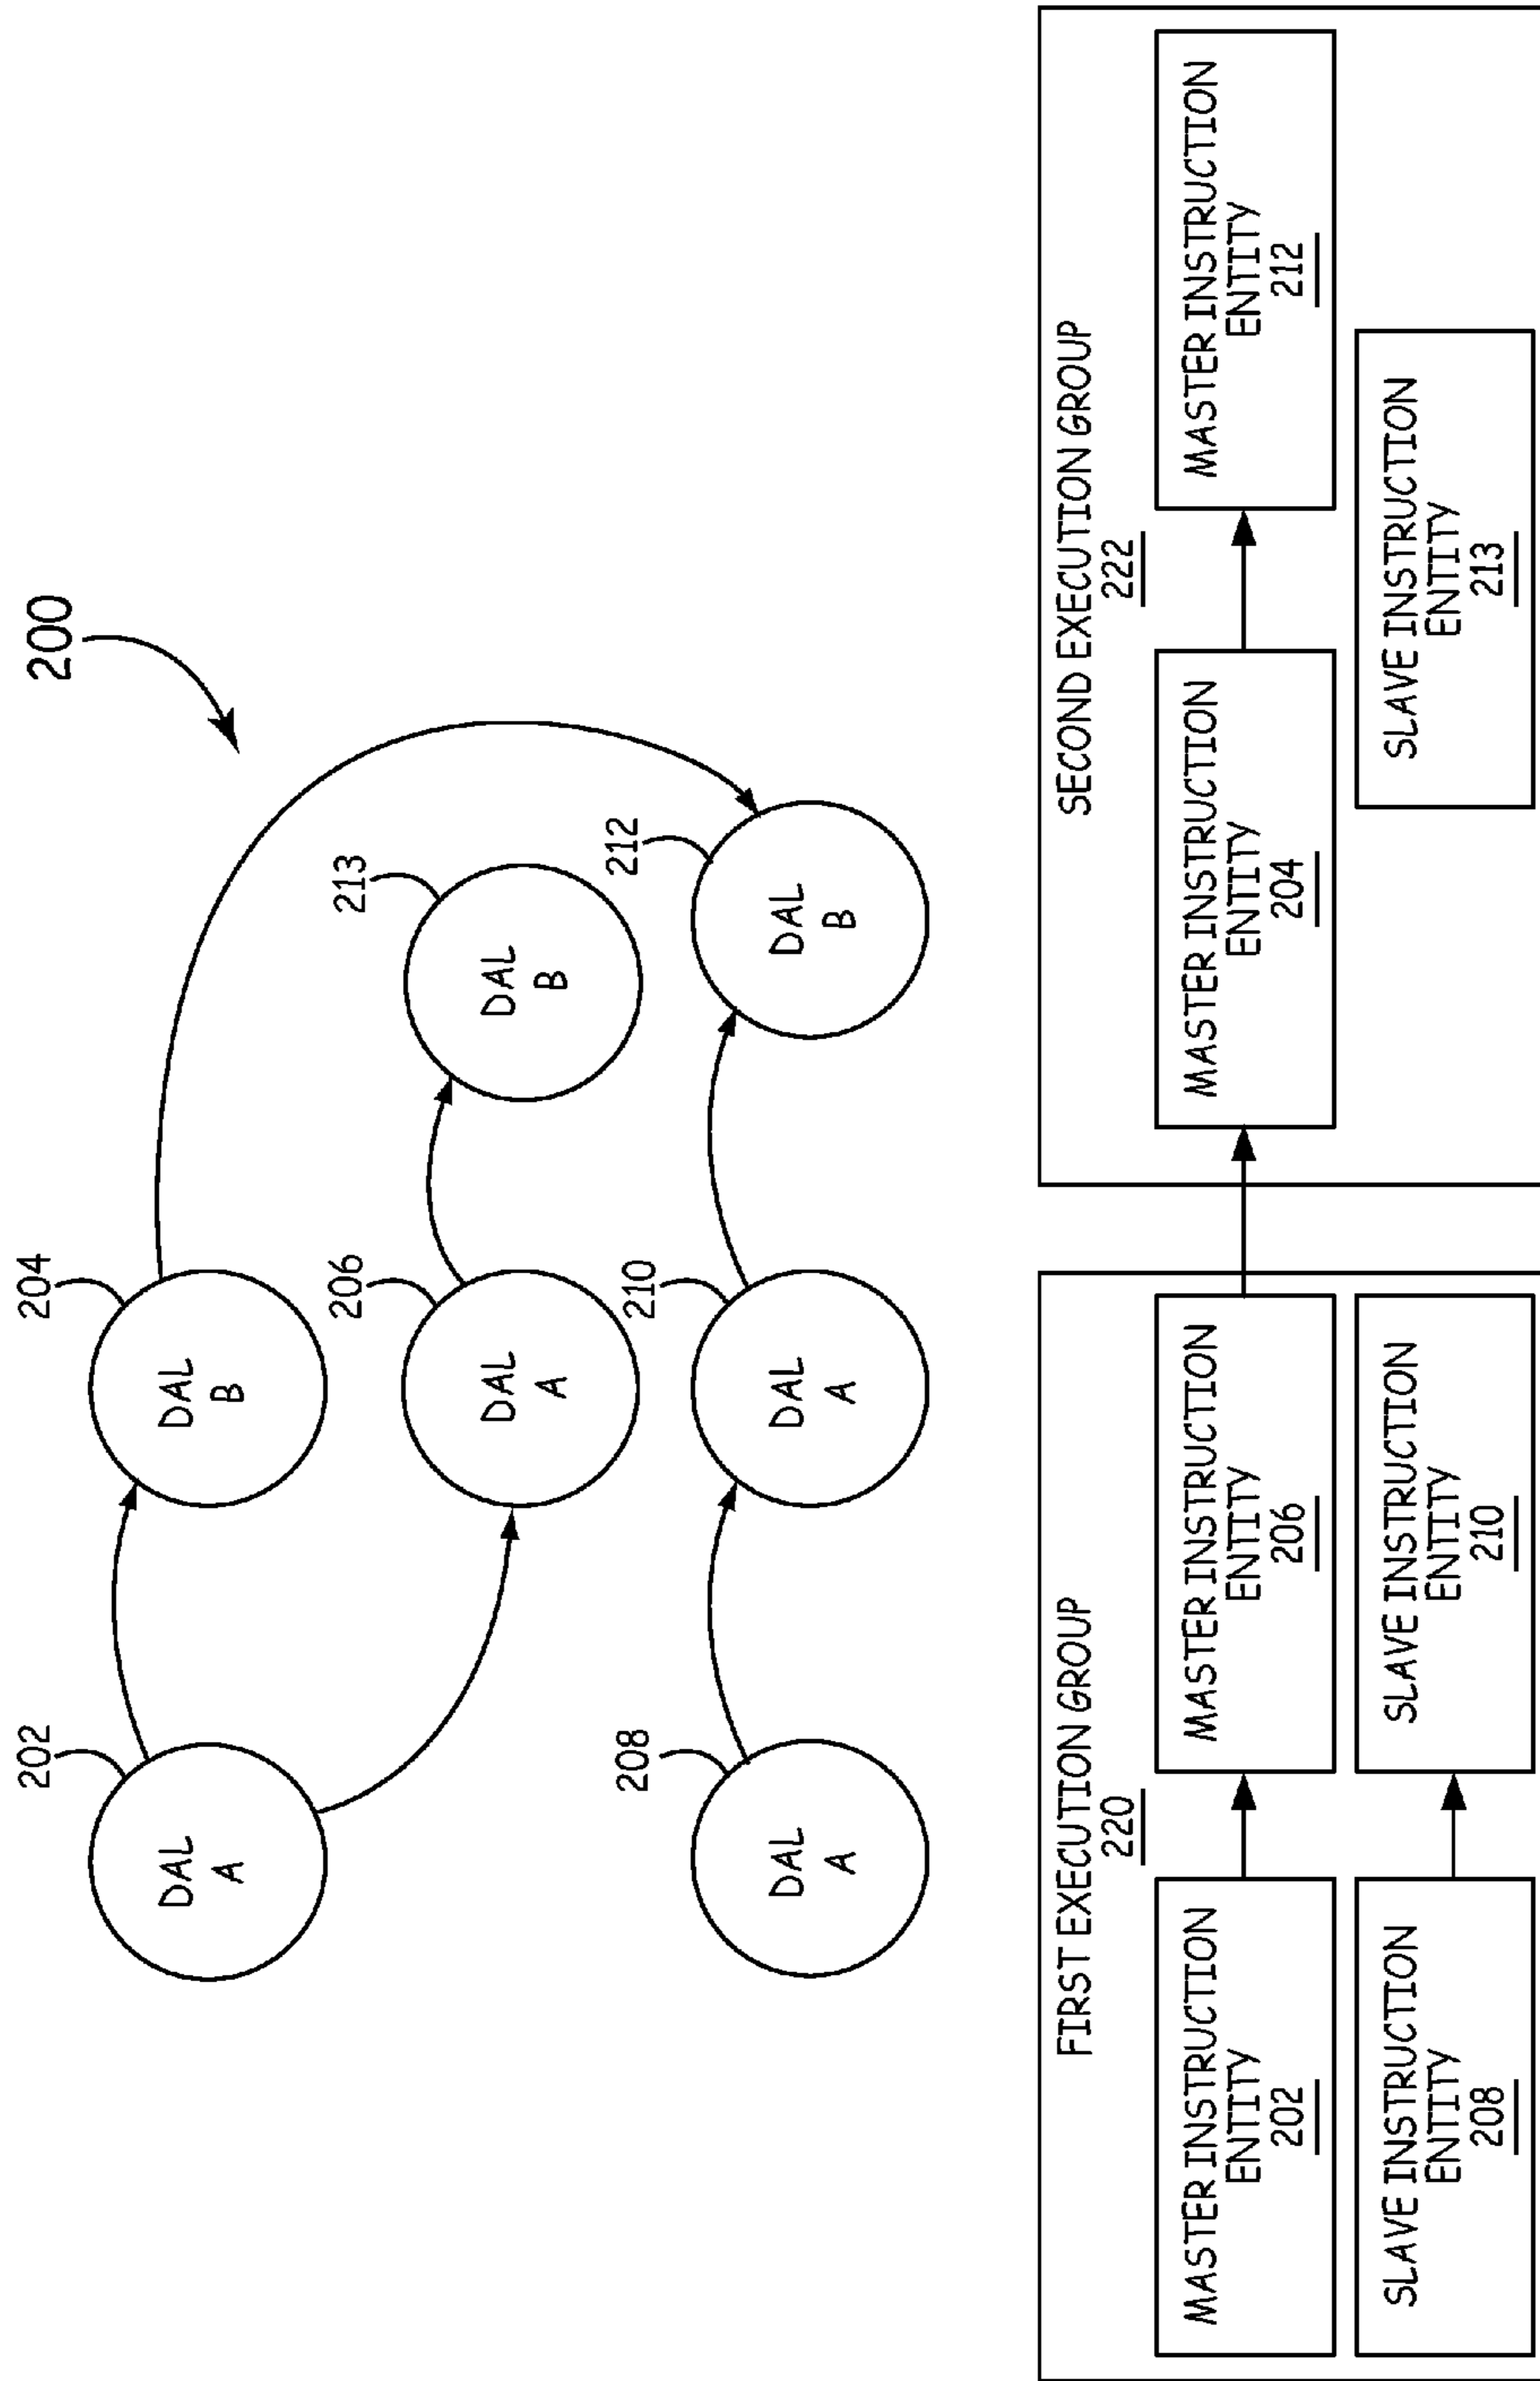 200
202
DAL
A
204
DAL
B
206
DAL
A
213
DAL
B
208
DAL
A
210
DAL
A
212
DAL
B
FIRST EXECUTION GROUP
220
MASTER INSTRUCTION
ENTITY
202
MASTER INSTRUCTION
ENTITY
206
SLAVE INSTRUCTION
ENTITY
208
SLAVE INSTRUCTION
ENTITY
210
SECOND EXECUTION GROUP
222
MASTER INSTRUCTION
ENTITY
204
MASTER INSTRUCTION
ENTITY
212
SLAVE INSTRUCTION
ENTITY
213